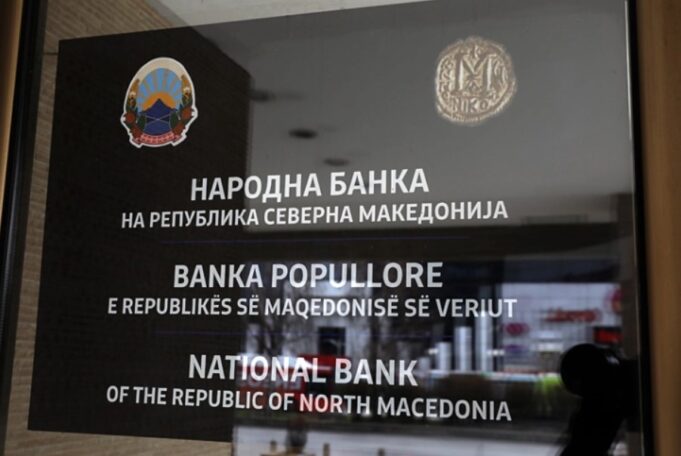 M
NIKO
НАРОДНА БАНКА
НА РЕПУБЛИКА СЕВЕРНА МАКЕДОНИЈА
BANKA POPULLORE
E REPUBLIKËS SË MAQEDONISË SË VERIUT
NATIONAL BANK
OF THE REPUBLIC OF NORTH MACEDONIA